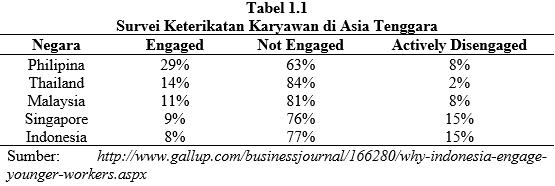 Tabel 1.1
Survei Keterikatan Karyawan di Asia Tenggara
Negara Engaged Not Engaged Actively Disengaged
Philipina 29% 63% 8%
Thailand 14% 84% 2%
Malaysia 11% 81% 8%
Singapore 9% 76% 15%
Indonesia 8% 77% 15%
Sumber: http://www.gallup.com/businessjournal/166280/why-indonesia-engage-
younger-workers.aspx